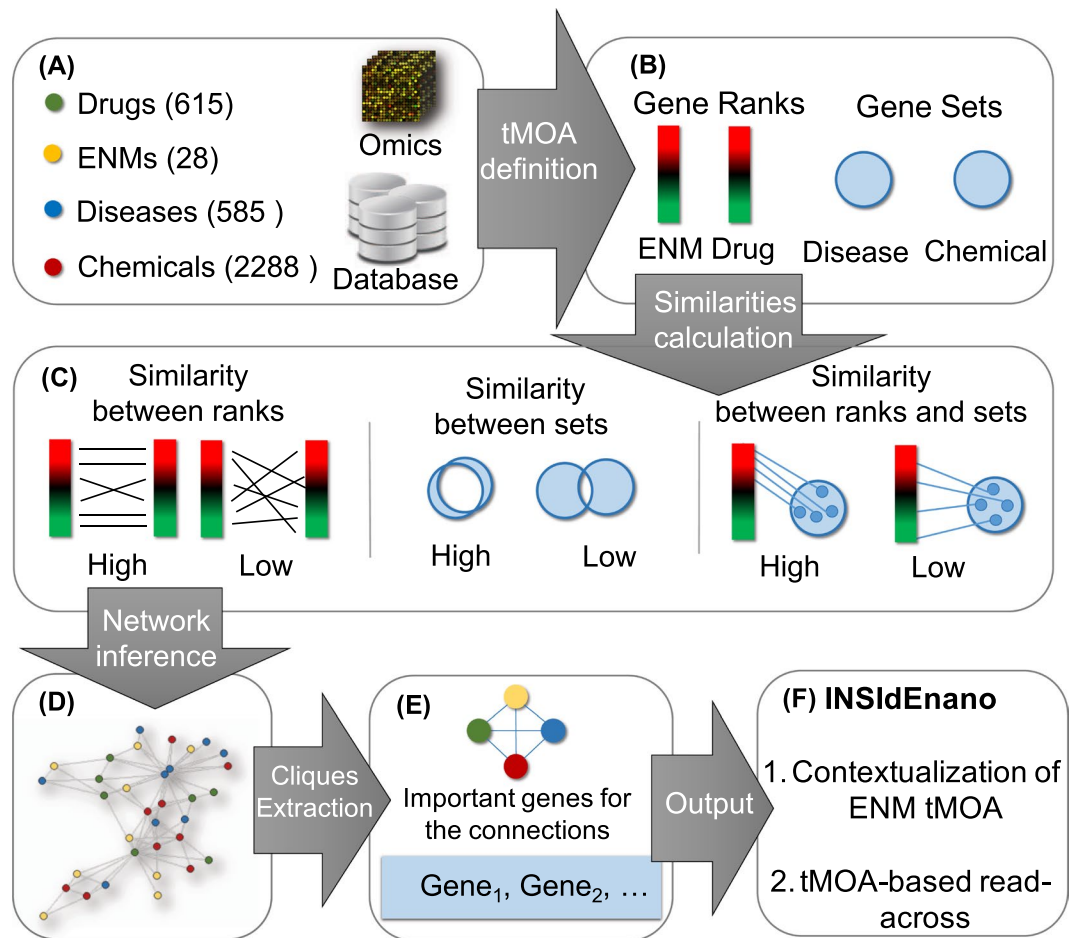 (A)
Drugs (615)
ENMs (28)
Diseases (585 )
Chemicals (2288 )
Omics
Database
tMOA
definition
(B)
Gene Ranks
Gene Sets
ENM Drug
Disease
Chemical
Similarities
calculation
(C)
Similarity
between ranks
High
Low
Similarity
between sets
High
Low
Similarity
between ranks and sets
High
Low
Network
inference
(D)
Cliques
Extraction
(E)
Important genes for
the connections
Gene₁, Gene₂, …
Output
(F) INSIdEnano
1. Contextualization of
ENM tMOA
2. tMOA-based read-
across